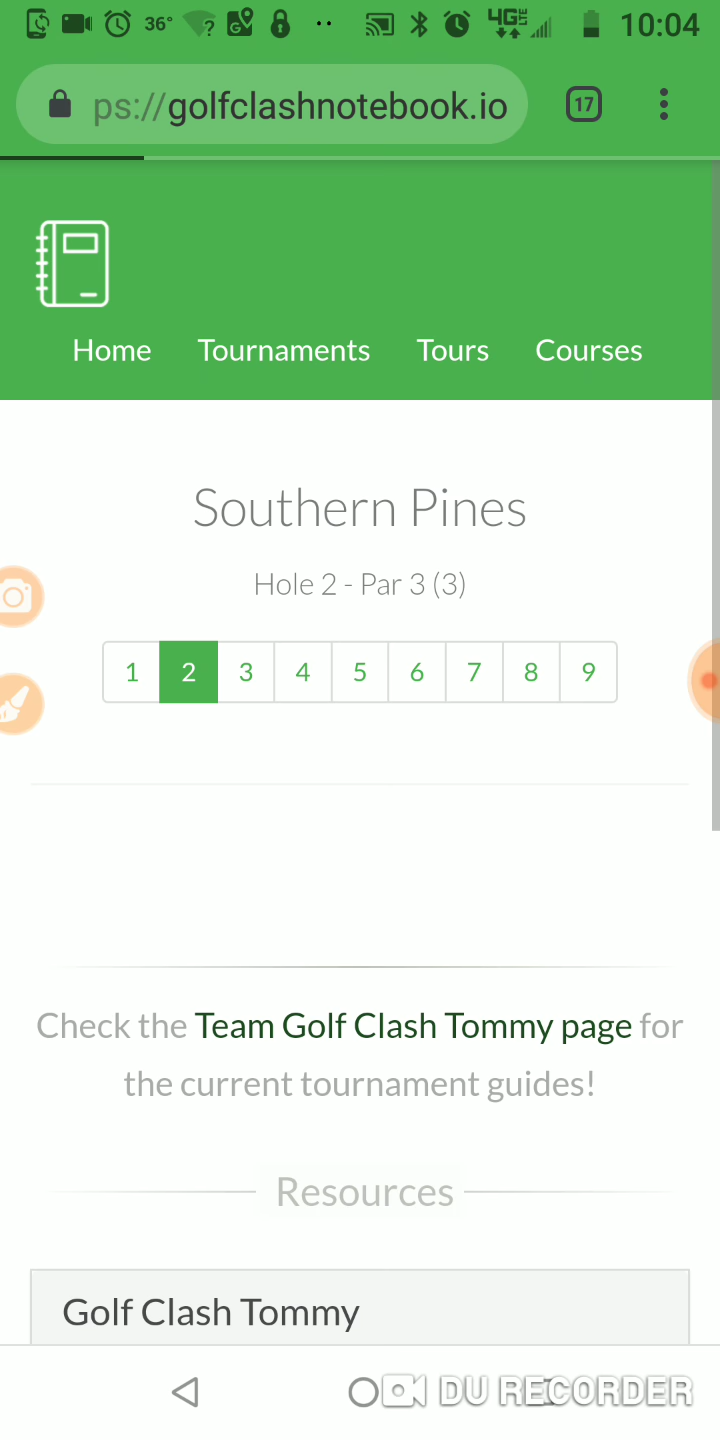 36° ? G 4GE 10:04
ps://golfclashnotebook.io 17
Home Tournaments Tours Courses
Southern Pines
Hole 2 - Par 3 (3)
1 2 3 4 5 6 7 8 9
Check the Team Golf Clash Tommy page for
the current tournament guides!
Resources
Golf Clash Tommy
DU RECORDER